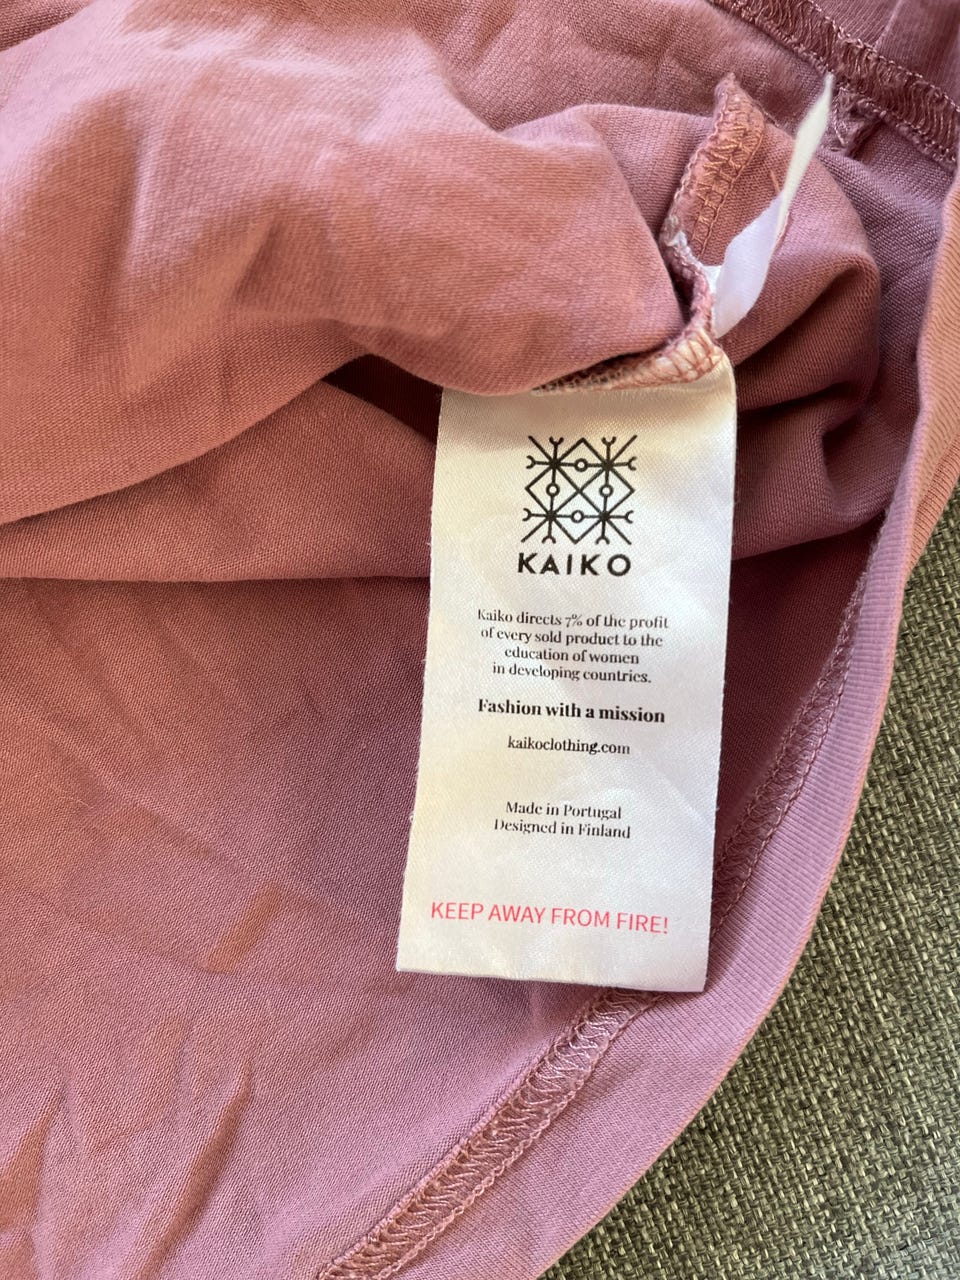 KAIKO
Kaiko directs 7% of the profit
of every sold product to the
education of women
in developing countries.
Fashion with a mission
kaikoclothing.com
Made in Portugal
Designed in Finland
KEEP AWAY FROM FIRE!